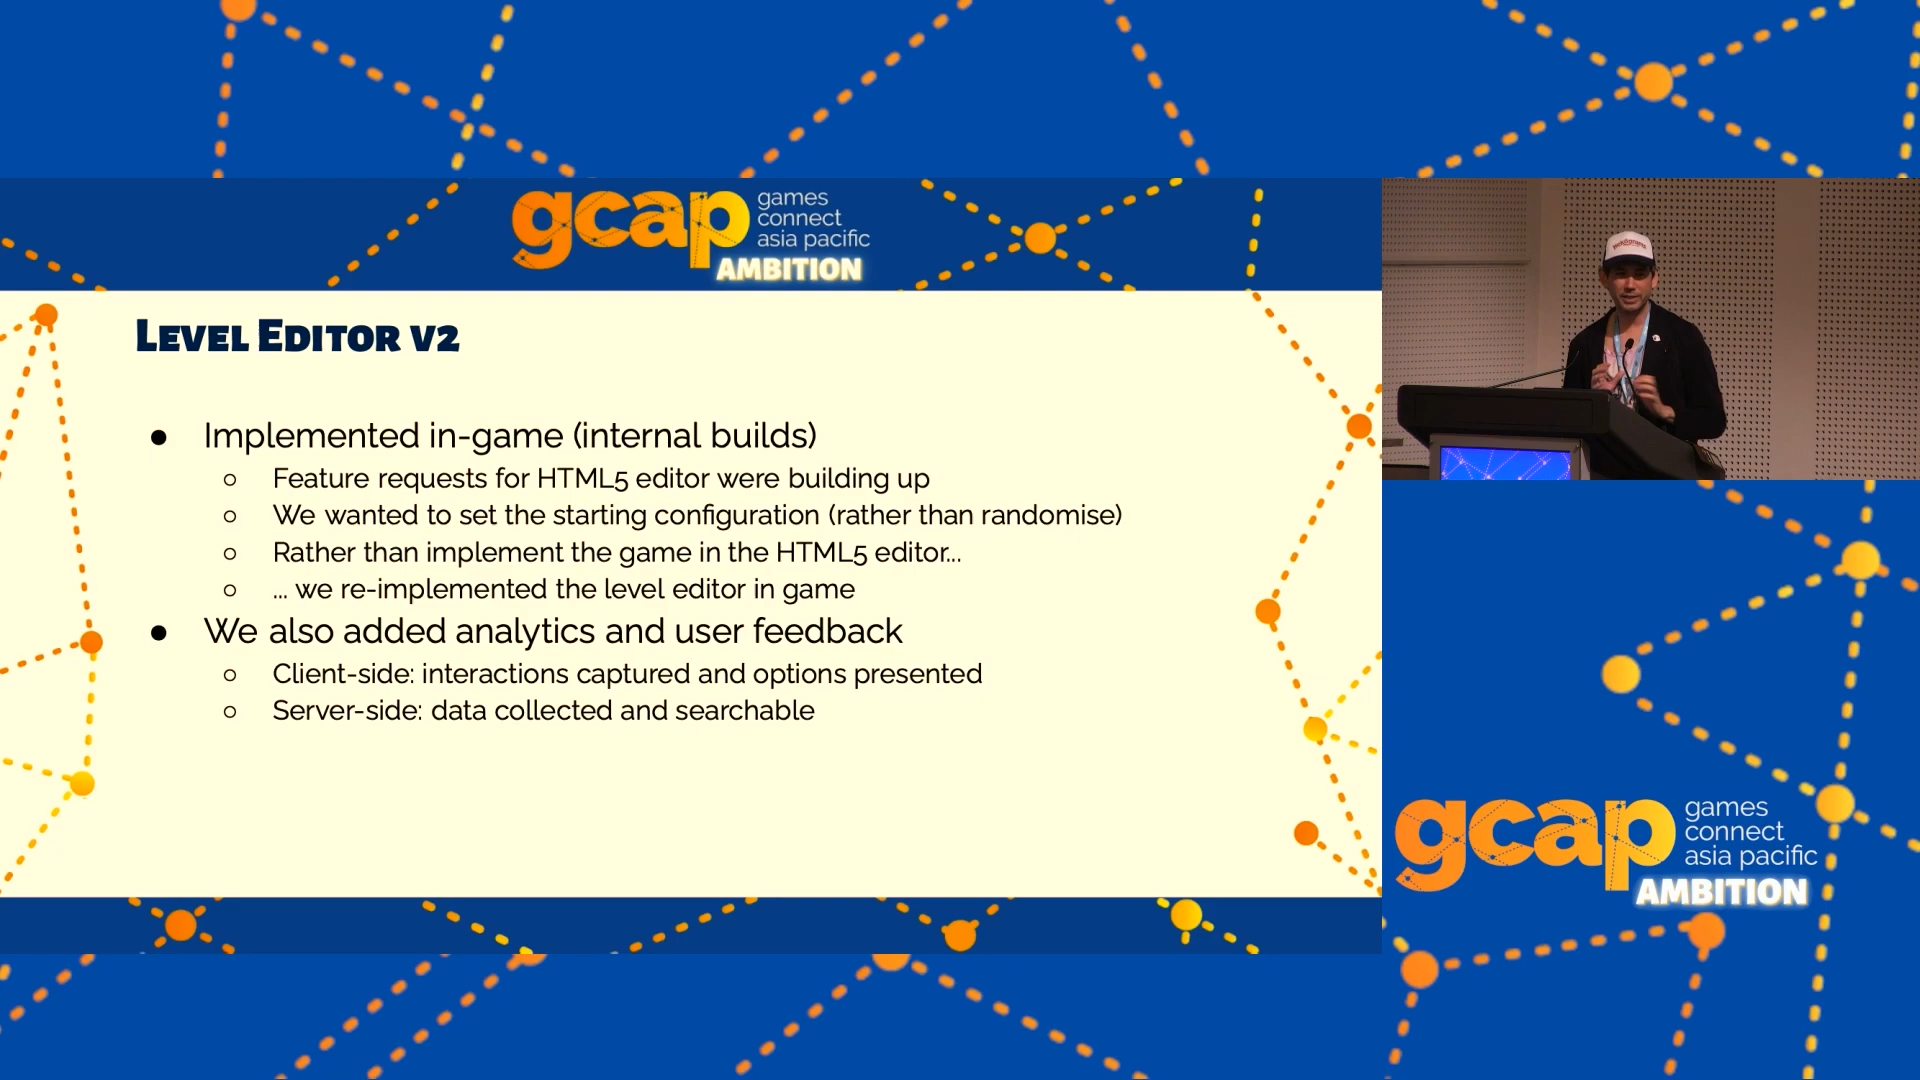 gcap
games
connect
asia pacific
AMBITION
LEVEL EDITOR V2
● Implemented in-game (internal builds)
○ Feature requests for HTML5 editor were building up
○ We wanted to set the starting configuration (rather than randomise)
○ Rather than implement the game in the HTML5 editor...
○ ... we re-implemented the level editor in game
● We also added analytics and user feedback
○ Client-side: interactions captured and options presented
○ Server-side: data collected and searchable
gcap
games
connect
asia pacific
AMBITION